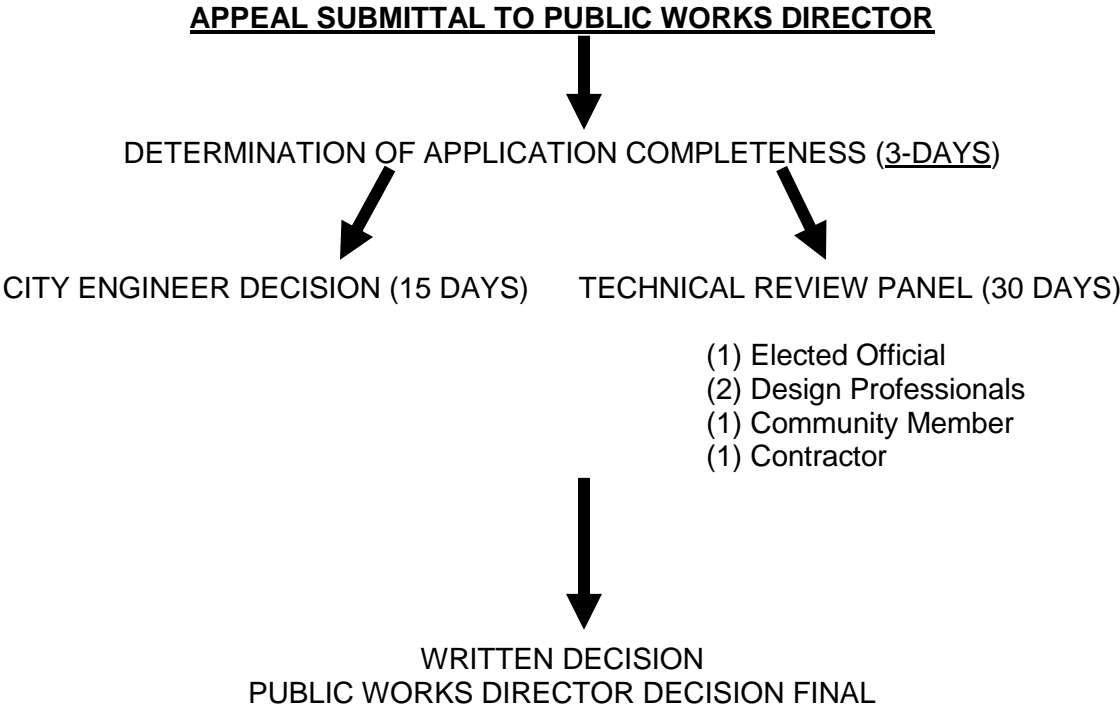 APPEAL SUBMITTAL TO PUBLIC WORKS DIRECTOR
DETERMINATION OF APPLICATION COMPLETENESS (3-DAYS)
CITY ENGINEER DECISION (15 DAYS)
TECHNICAL REVIEW PANEL (30 DAYS)
(1) Elected Official
(2) Design Professionals
(1) Community Member
(1) Contractor
WRITTEN DECISION
PUBLIC WORKS DIRECTOR DECISION FINAL